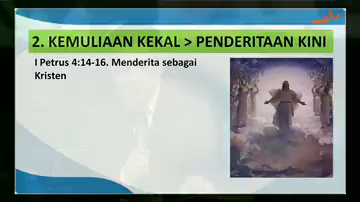 2. KEMULIAAN KEKAL > PENDERITAAN KINI
I Petrus 4:14-16. Menderita sebagai
Kristen